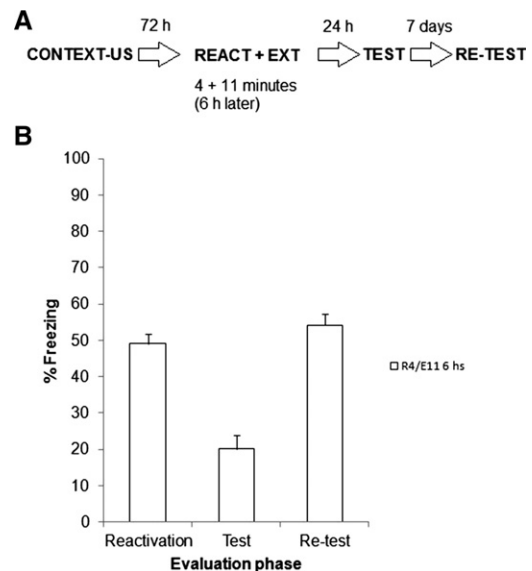 A
72 h 24 h 7 days
CONTEXT-US REACT + EXT TEST RE-TEST
4 + 11 minutes
(6 h later)
B
100
90
80
70
60
50
40
30
20
10
0
% Freezing
R4/E11 6 hs
Reactivation Test Re-test
Evaluation phase